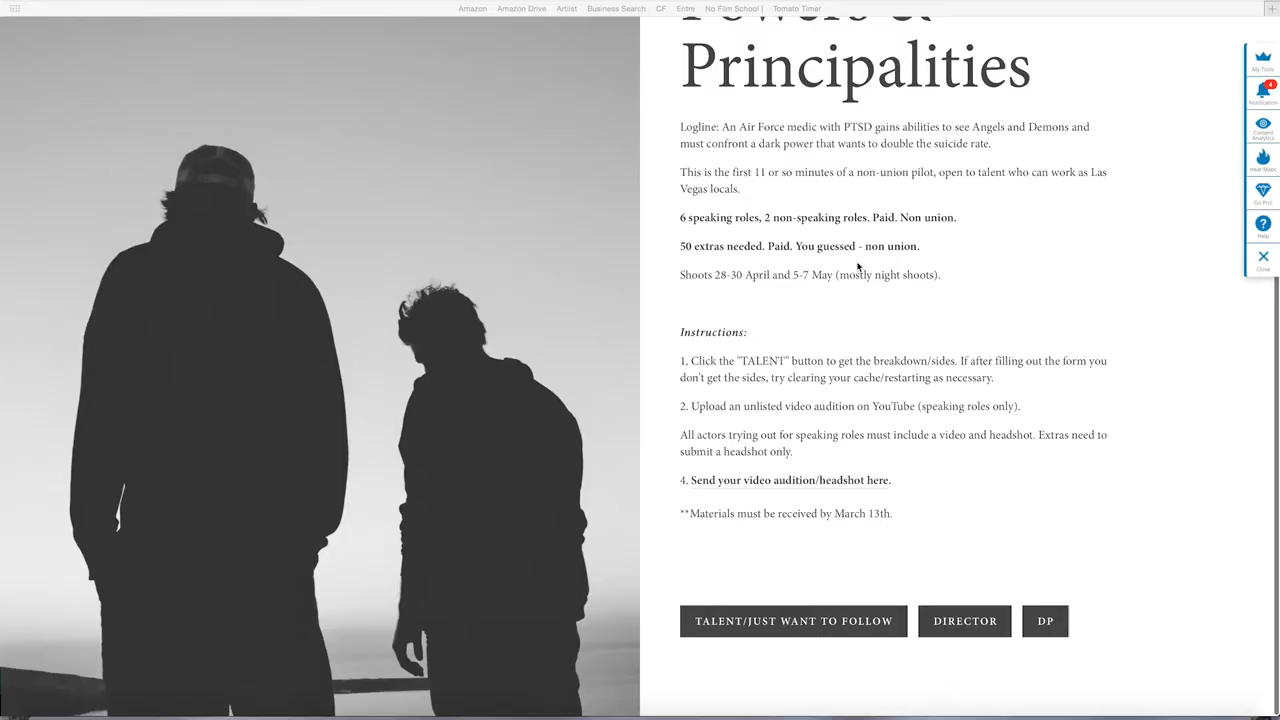 Amazon Amazon Drive Artlist Business Search CF Entre No Film School | Tomato Timer
Powers &
Principalities
Logline: An Air Force medic with PTSD gains abilities to see Angels and Demons and
must confront a dark power that wants to double the suicide rate.
This is the first 11 or so minutes of a non-union pilot, open to talent who can work as Las
Vegas locals.
6 speaking roles, 2 non-speaking roles. Paid. Non union.
50 extras needed. Paid. You guessed - non union.
Shoots 28-30 April and 5-7 May (mostly night shoots).
Instructions:
1. Click the "TALENT" button to get the breakdown/sides. If after filling out the form you
don't get the sides, try clearing your cache/restarting as necessary.
2. Upload an unlisted video audition on YouTube (speaking roles only).
All actors trying out for speaking roles must include a video and headshot. Extras need to
submit a headshot only.
4. Send your video audition/headshot here.
**Materials must be received by March 13th.
TALENT/JUST WANT TO FOLLOW
DIRECTOR
DP
My Tools
4
Notification
Content
Analytics
Heat Maps
Go Pro!
Help
Close